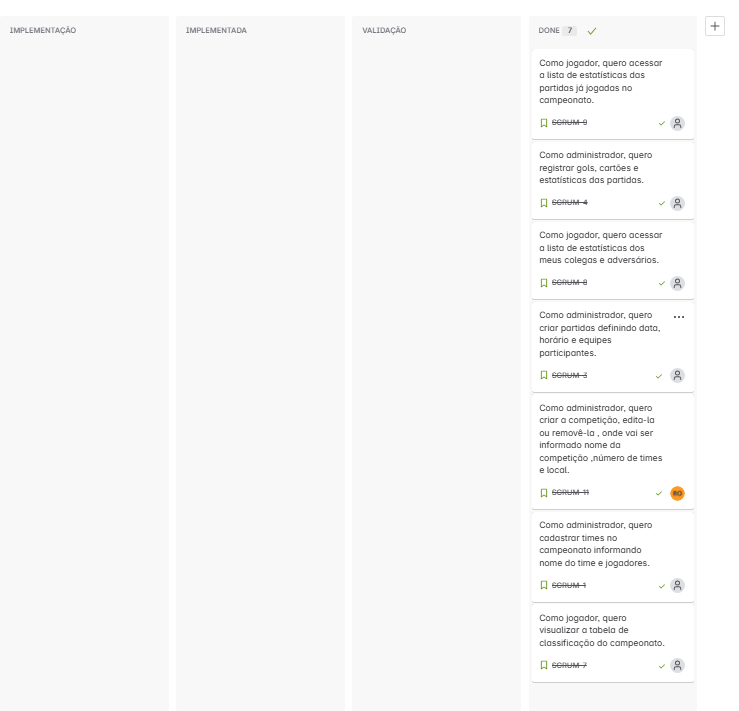 IMPLEMENTAÇÃO
IMPLEMENTADA
VALIDAÇÃO
DONE 7
Como jogador, quero acessar
a lista de estatísticas das
partidas já jogadas no
campeonato.
SCRUM-9
Como administrador, quero
registrar gols, cartões e
estatísticas das partidas.
SCRUM-4
Como jogador, quero acessar
a lista de estatísticas dos
meus colegas e adversários.
SCRUM-8
Como administrador, quero
criar partidas definindo data,
horário e equipes
participantes.
SCRUM-3
Como administrador, quero
criar a competição, edita-la
ou removê-la , onde vai ser
informado nome da
competição ,número de times
e local.
SCRUM-11
RO
Como administrador, quero
cadastrar times no
campeonato informando
nome do time e jogadores.
SCRUM-1
Como jogador, quero
visualizar a tabela de
classificação do campeonato.
SCRUM-7